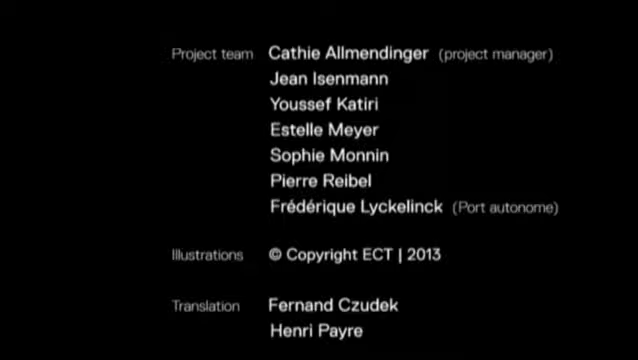 Project team Cathie Allmendinger (project manager)
Jean Isenmann
Youssef Katiri
Estelle Meyer
Sophie Monnin
Pierre Reibel
Frédérique Lyckelinck (Port autonome)
Illustrations © Copyright ECT | 2013
Translation Fernand Czudek
Henri Payre